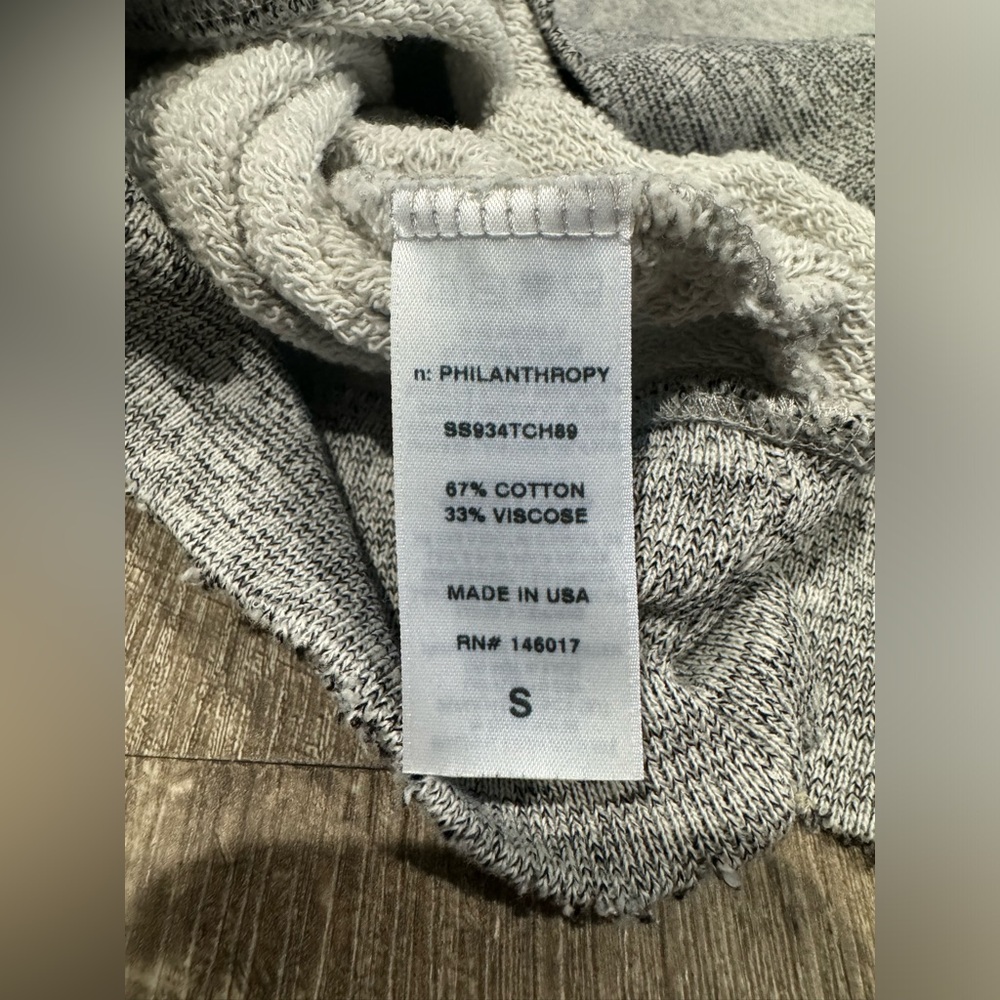 n: PHILANTHROPY
SS934TCH89
67% COTTON
33% VISCOSE
MADE IN USA
RN# 146017
S